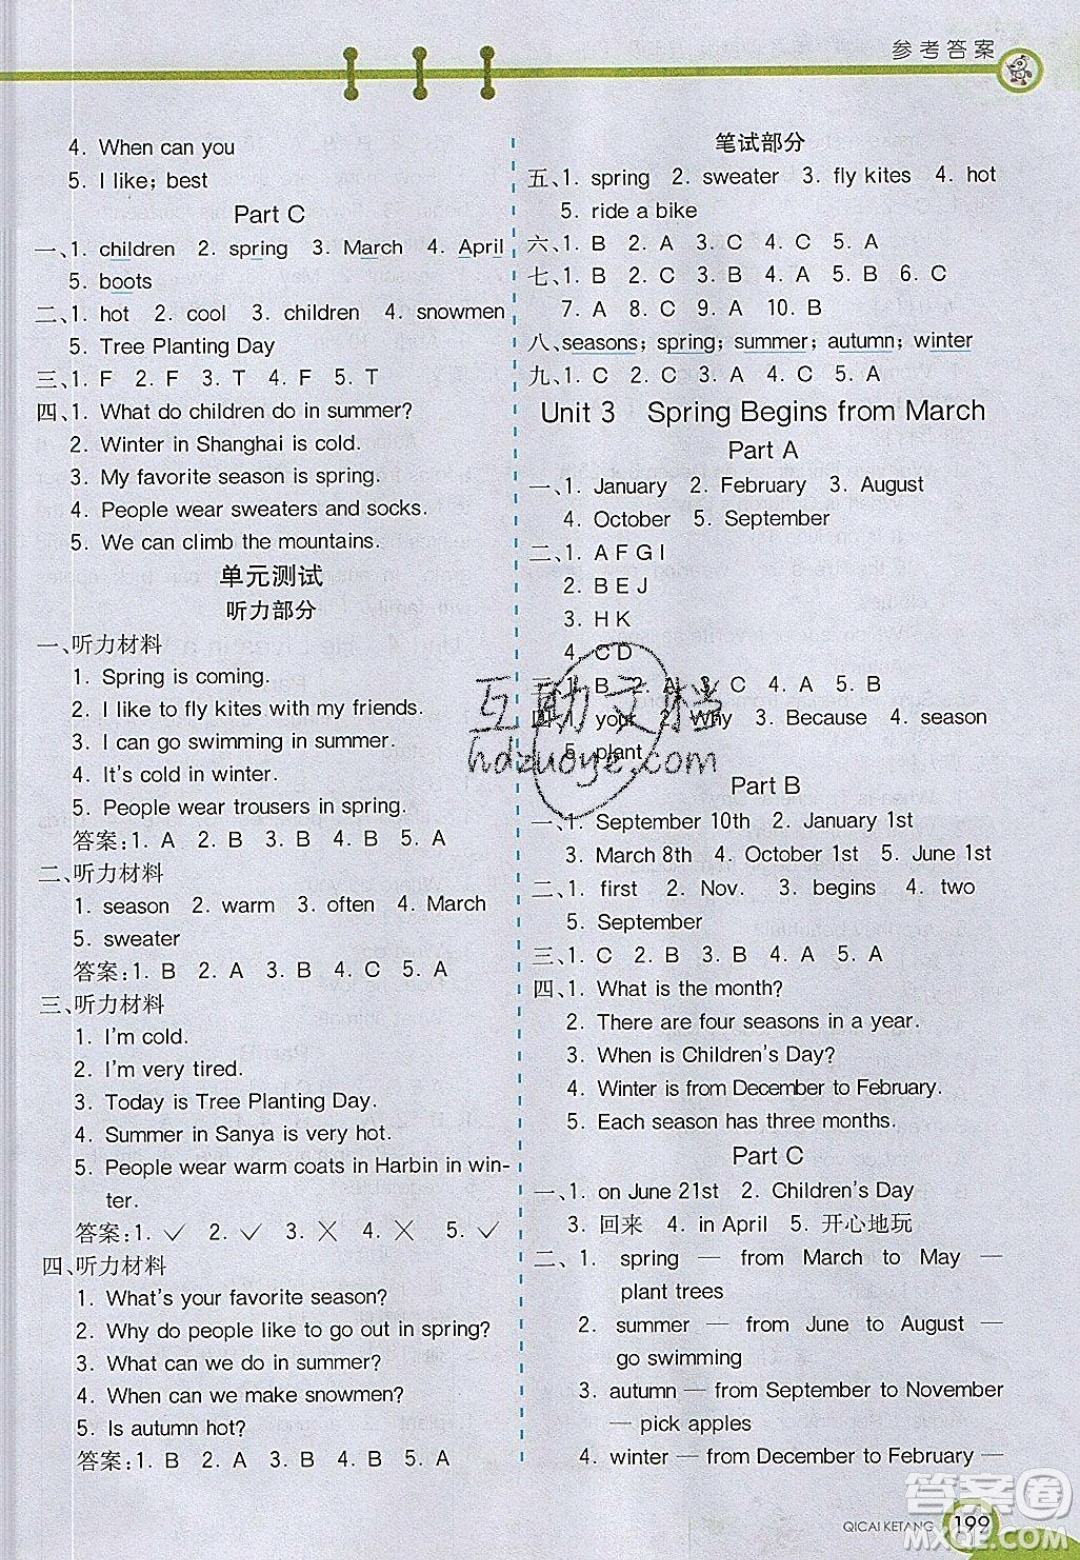 参考答案
4. When can you
5. I like; best
Part C
一、1. children 2. spring 3. March 4. April
5. boots
二、1. hot 2. cool 3. children 4. snowmen
5. Tree Planting Day
三、1. F 2. F 3. T 4. F 5. T
四、1. What do children do in summer?
2. Winter in Shanghai is cold.
3. My favorite season is spring.
4. People wear sweaters and socks.
5. We can climb the mountains.
单元测试
听力部分
一、听力材料
1. Spring is coming.
2. I like to fly kites with my friends.
3. I can go swimming in summer.
4. It's cold in winter.
5. People wear trousers in spring.
答案:1. A 2. B 3. B 4. B 5. A
二、听力材料
1. season 2. warm 3. often 4. March
5. sweater
答案:1. B 2. A 3. B 4. C 5. A
三、听力材料
1. I'm cold.
2. I'm very tired.
3. Today is Tree Planting Day.
4. Summer in Sanya is very hot.
5. People wear warm coats in Harbin in win-
ter.
答案:1. ✓ 2. ✓ 3. ✗ 4. ✗ 5. ✓
四、听力材料
1. What's your favorite season?
2. Why do people like to go out in spring?
3. What can we do in summer?
4. When can we make snowmen?
5. Is autumn hot?
答案:1. B 2. A 3. B 4. B 5. A
笔试部分
五、1. spring 2. sweater 3. fly kites 4. hot
5. ride a bike
六、1. B 2. A 3. C 4. C 5. A
七、1. B 2. C 3. B 4. A 5. B 6. C
7. A 8. C 9. A 10. B
八、seasons; spring; summer; autumn; winter
九、1. C 2. C 3. A 4. C 5. A
Unit 3 Spring Begins from March
Part A
一、1. January 2. February 3. August
4. October 5. September
二、1. A F G I
2. B E J
3. H K
4. C D
三、1. B 2. A 3. C 4. A 5. B
四、1. your 2. Why 3. Because 4. season
5. plant
Part B
一、1. September 10th 2. January 1st
3. March 8th 4. October 1st 5. June 1st
二、1. first 2. Nov. 3. begins 4. two
5. September
三、1. C 2. B 3. A 4. B 5. A
四、1. What is the month?
2. There are four seasons in a year.
3. When is Children's Day?
4. Winter is from December to February.
5. Each season has three months.
Part C
一、1. on June 21st 2. Children's Day
3. 回来 4. in April 5. 开心地玩
二、1. spring — from March to May —
plant trees
2. summer — from June to August —
go swimming
3. autumn — from September to November
— pick apples
4. winter — from December to February —
互助文档
hdzuoye.com
答案圈
QICAI KETANG 199